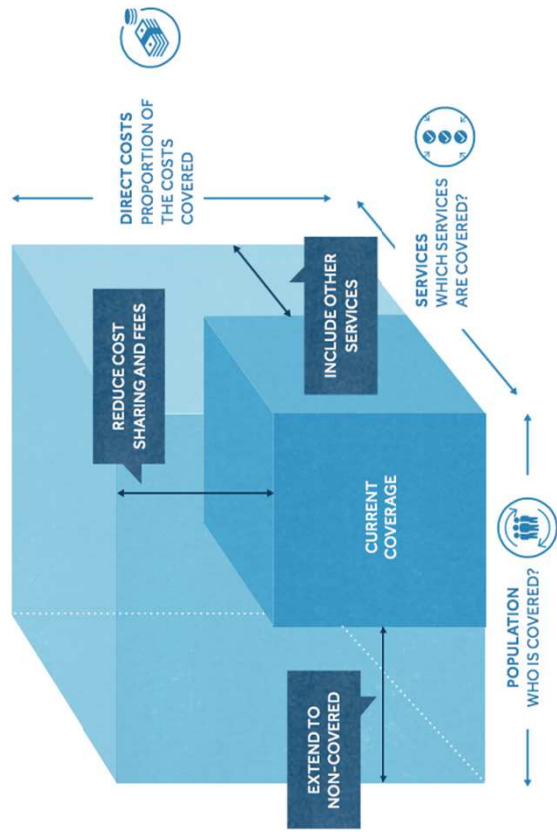 DIRECT COSTS
PROPORTION OF
THE COSTS
COVERED
REDUCE COST
SHARING AND FEES
INCLUDE OTHER
SERVICES
SERVICES
WHICH SERVICES
ARE COVERED?
EXTEND TO
NON-COVERED
CURRENT
COVERAGE
POPULATION
WHO IS COVERED?